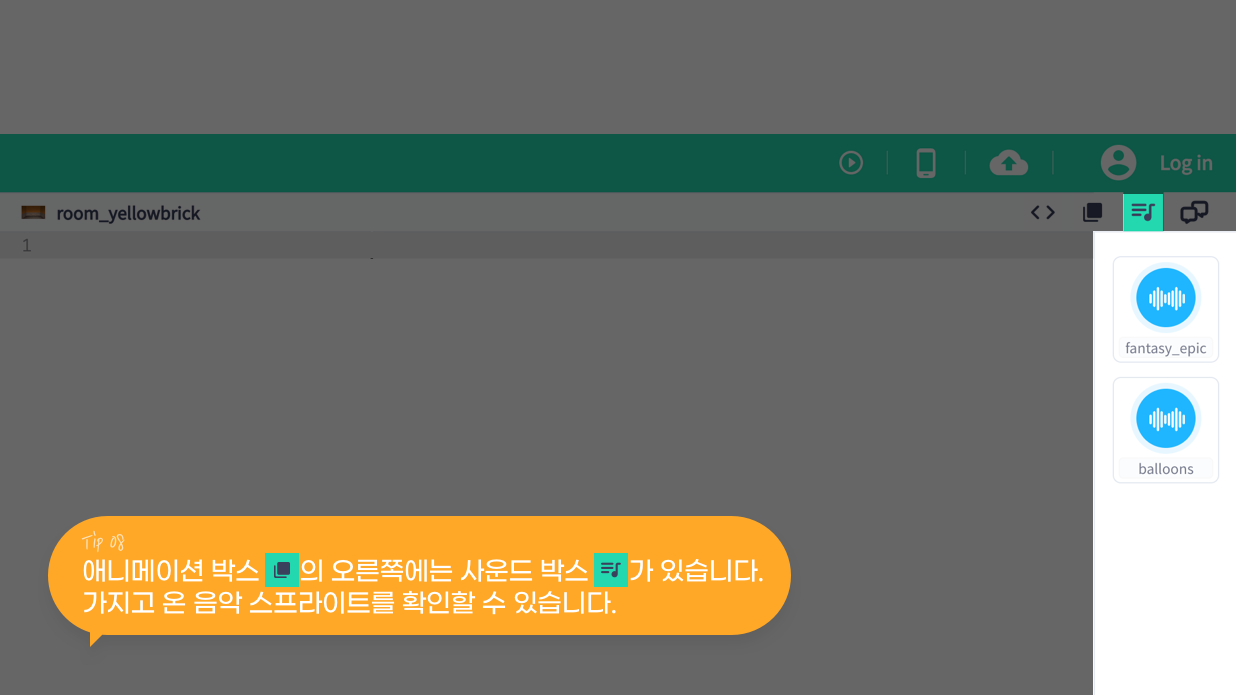 Log in
room_yellowbrick
1
fantasy_epic
balloons
Tip 08
애니메이션 박스 의 오른쪽에는 사운드 박스 가 있습니다.
가지고 온 음악 스프라이트를 확인할 수 있습니다.